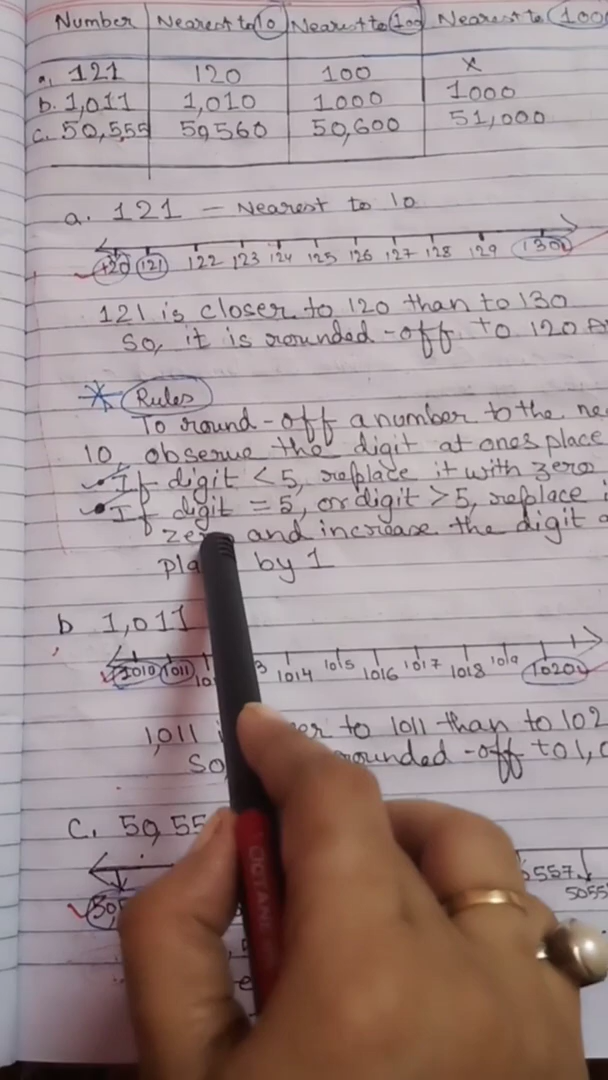 Number Nearest to 10 Nearest to 100 Nearest to 100
a. 121 120 100 x
b. 1,011 1,010 1000 1000
c. 50,555 50,560 50,600 51,000
a. 121 — Nearest to 10
120 121 122 123 124 125 126 127 128 129 130
121 is closer to 120 than to 130
So, it is rounded-off to 120 A
Rules
To round-off a number to the ne
10, observe the digit at ones place
If digit < 5, replace it with zero
If digit = 5, or digit > 5, replace i
and increase the digit
by 1
b 1,011
1010 1011 1014 1015 1016 1017 1018 1019 1020
1,011 to 1011 than to 102
So, rounded-off to 1,0
c. 50,55
557 5055
OCTANE